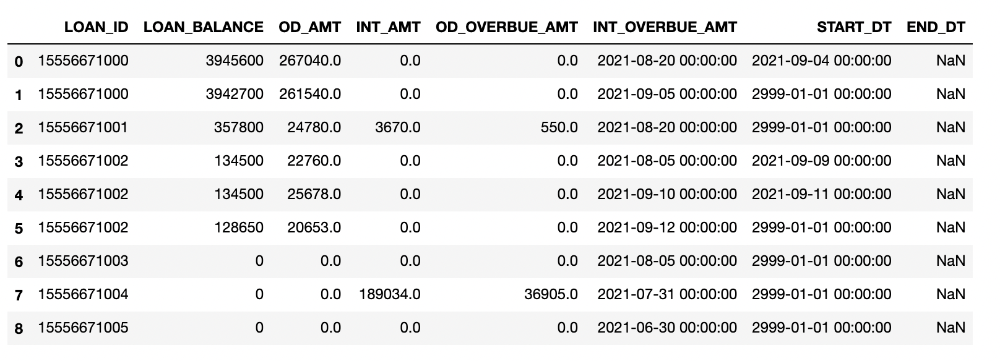 LOAN_ID LOAN_BALANCE OD_AMT INT_AMT OD_OVERBUE_AMT INT_OVERBUE_AMT START_DT END_DT
0 15556671000 3945600 267040.0 0.0 0.0 2021-08-20 00:00:00 2021-09-04 00:00:00 NaN
1 15556671000 3942700 261540.0 0.0 0.0 2021-09-05 00:00:00 2999-01-01 00:00:00 NaN
2 15556671001 357800 24780.0 3670.0 550.0 2021-08-20 00:00:00 2999-01-01 00:00:00 NaN
3 15556671002 134500 22760.0 0.0 0.0 2021-08-05 00:00:00 2021-09-09 00:00:00 NaN
4 15556671002 134500 25678.0 0.0 0.0 2021-09-10 00:00:00 2021-09-11 00:00:00 NaN
5 15556671002 128650 20653.0 0.0 0.0 2021-09-12 00:00:00 2999-01-01 00:00:00 NaN
6 15556671003 0 0.0 0.0 0.0 2021-08-05 00:00:00 2999-01-01 00:00:00 NaN
7 15556671004 0 0.0 189034.0 36905.0 2021-07-31 00:00:00 2999-01-01 00:00:00 NaN
8 15556671005 0 0.0 0.0 0.0 2021-06-30 00:00:00 2999-01-01 00:00:00 NaN